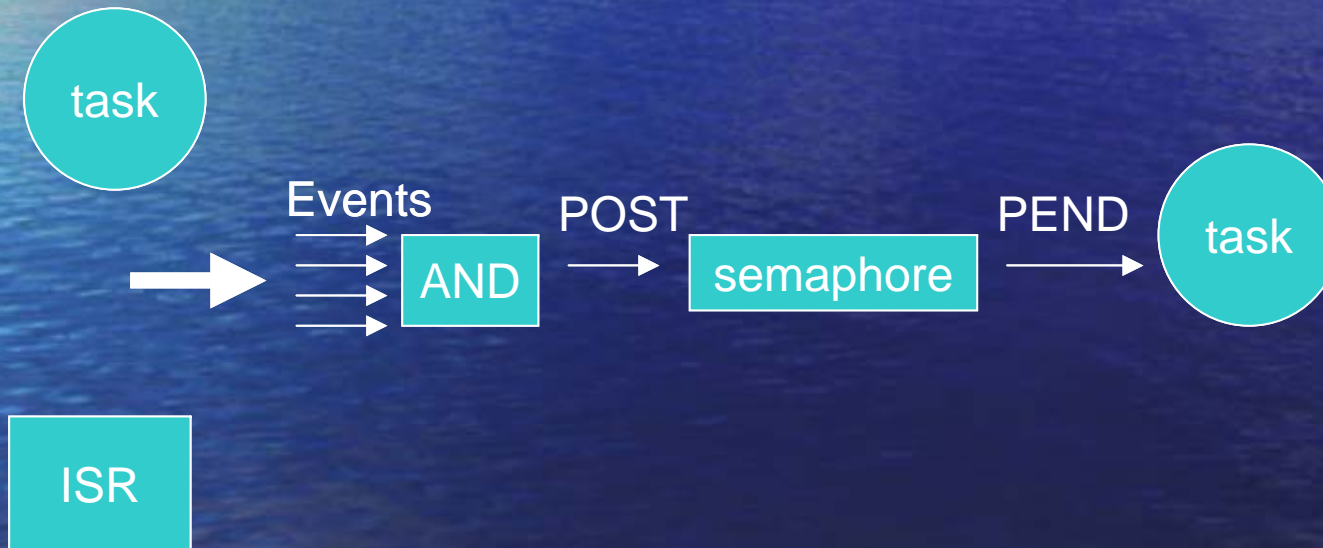 task
Events
AND
POST
semaphore
PEND
task
ISR